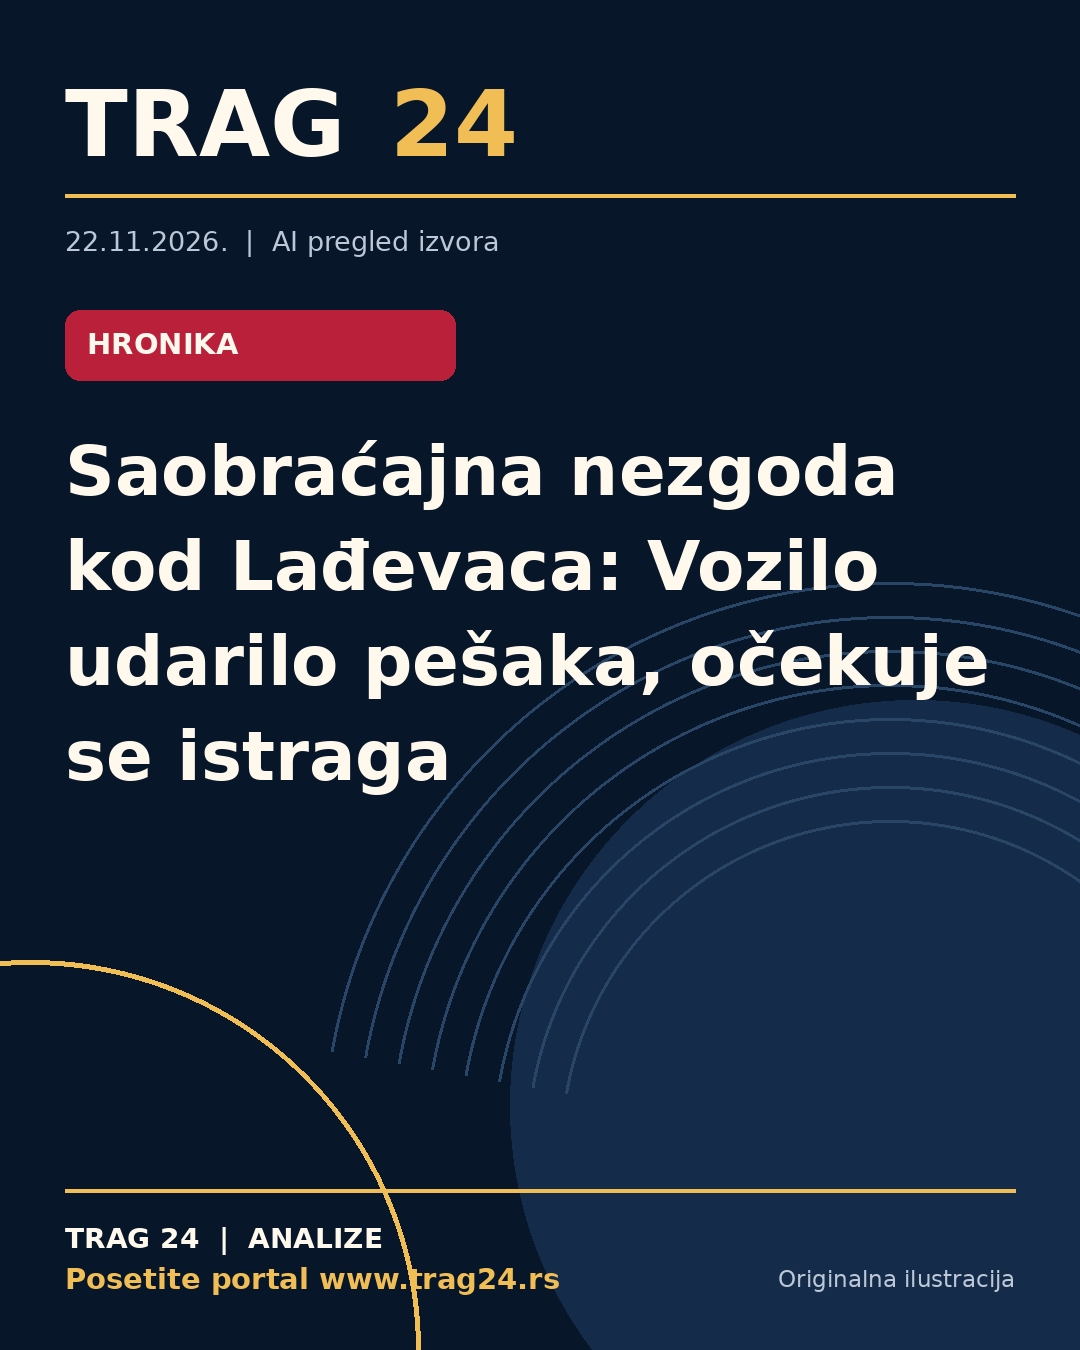 TRAG 24
22.11.2026. | AI pregled izvora
HRONIKA
Saobraćajna nezgoda
kod Lađevaca: Vozilo
udarilo pešaka, očekuje
se istraga
TRAG 24 | ANALIZE
Posetite portal www.trag24.rs
Originalna ilustracija